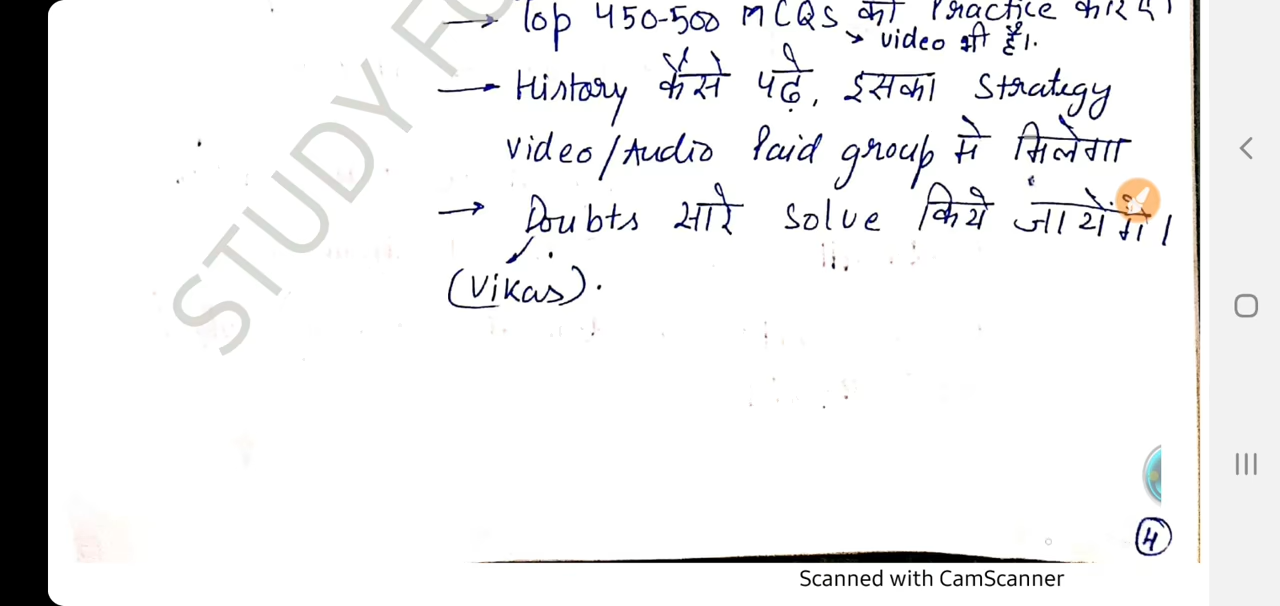 → Top 450-500 MCQS को Practice
↘ video भी है।
→ History कैसे पढें, इसका Strategy
video/Audio Paid group में मिलेगा
→ Doubts सारे solve किये जायेंगे।
(Vikas).
STUDY
4
Scanned with CamScanner